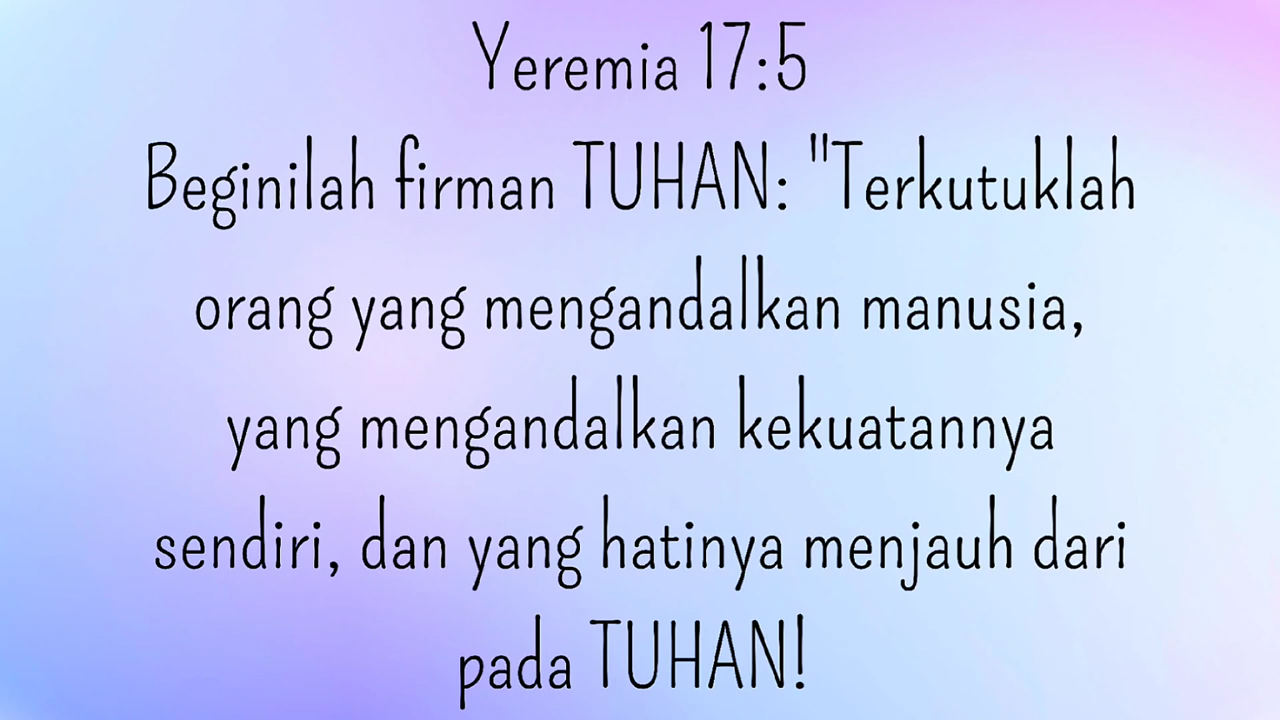 Yeremia 17:5
Beginilah firman TUHAN: "Terkutuklah
orang yang mengandalkan manusia,
yang mengandalkan kekuatannya
sendiri, dan yang hatinya menjauh dari
pada TUHAN!